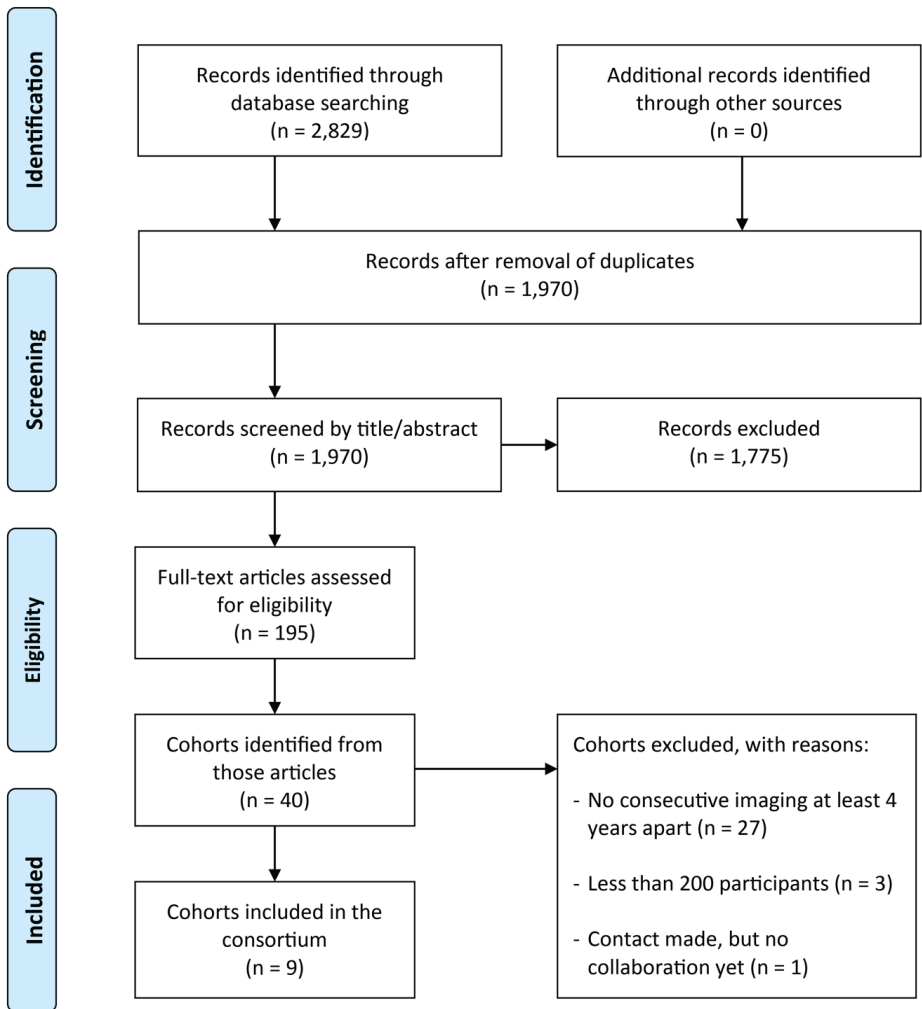 Identification
Records identified through
database searching
(n = 2,829)
Additional records identified
through other sources
(n = 0)
Records after removal of duplicates
(n = 1,970)
Screening
Records screened by title/abstract
(n = 1,970)
Records excluded
(n = 1,775)
Eligibility
Full-text articles assessed
for eligibility
(n = 195)
Cohorts identified from
those articles
(n = 40)
Cohorts excluded, with reasons:
- No consecutive imaging at least 4
years apart (n = 27)
- Less than 200 participants (n = 3)
- Contact made, but no
collaboration yet (n = 1)
Included
Cohorts included in the
consortium
(n = 9)